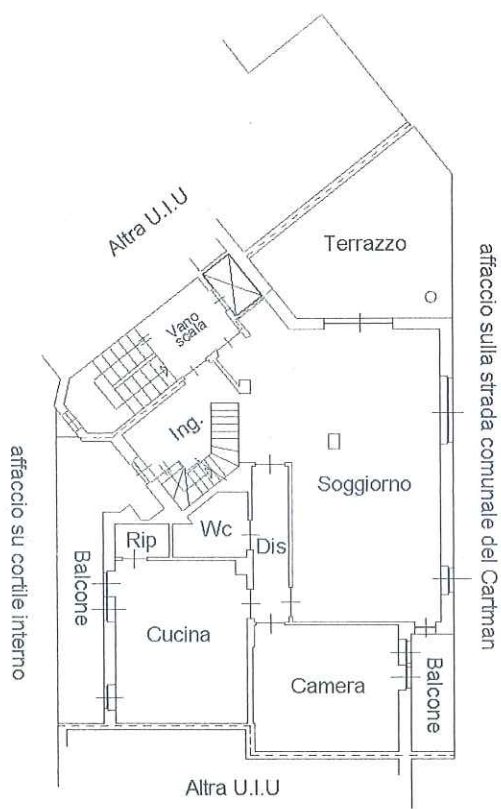 Altra U.I.U
Terrazzo
affaccio sulla strada comunale del Cartman
Vano
scala
Ing.
Soggiorno
affaccio su cortile interno
Balcone
Rip
Wc
Dis
Cucina
Camera
Balcone
Altra U.I.U